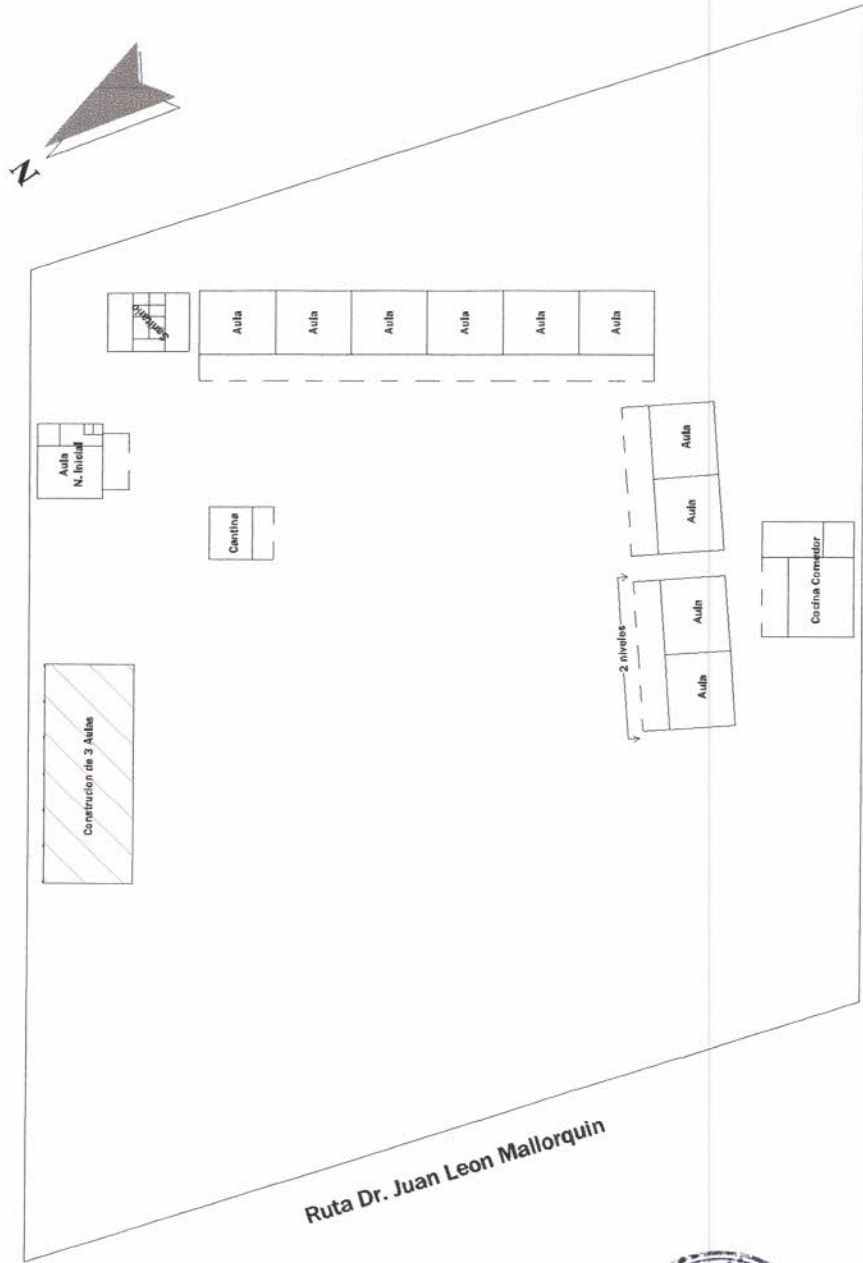 N
Sanitario
Aula
Aula
Aula
Aula
Aula
Aula
Aula
N. Inicial
Cantina
Construcion de 3 Aulas
Aula
Aula
2 niveles
Aula
Aula
Cocina Comedor
Ruta Dr. Juan Leon Mallorquin